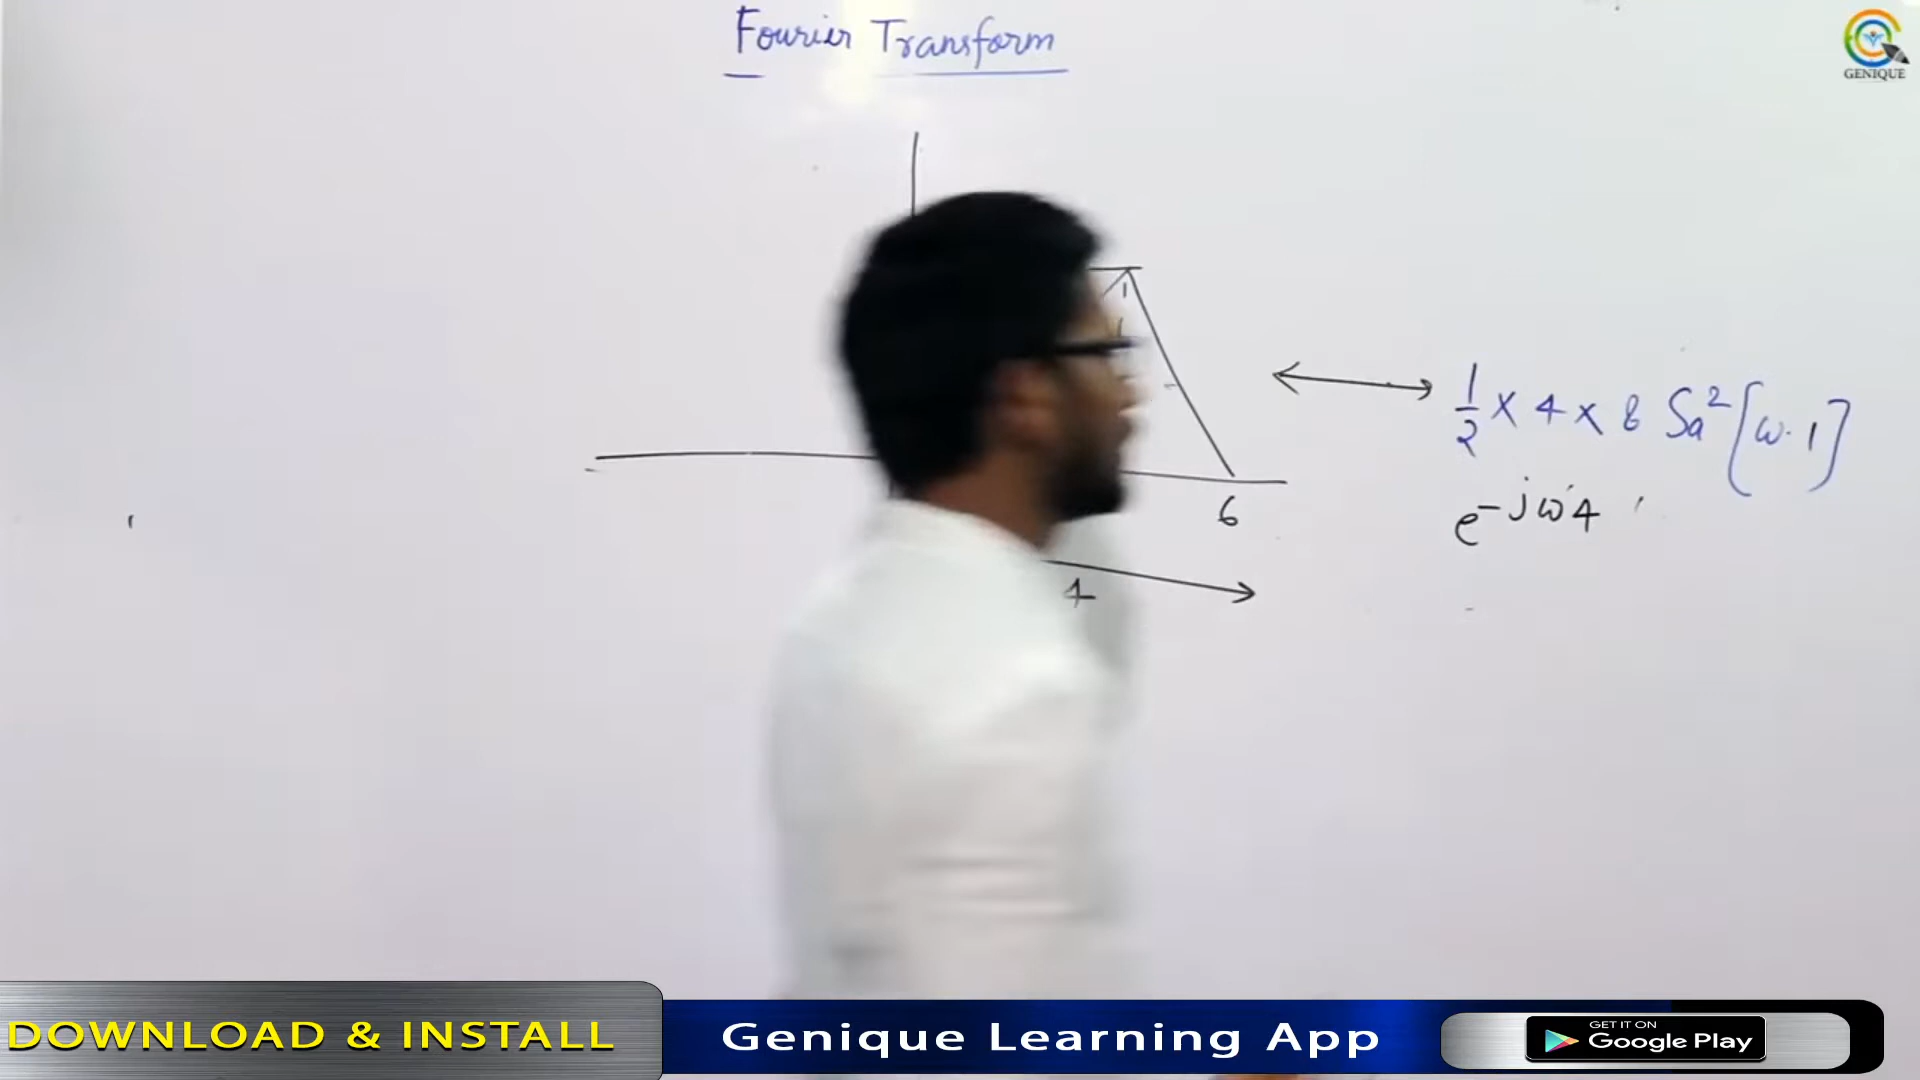 Fourier Transform
GENIQUE
1/2 × 4 × 8 Sa²[ω·1]
e^-jω4
6
4
DOWNLOAD & INSTALL
Genique Learning App
GET IT ON
Google Play